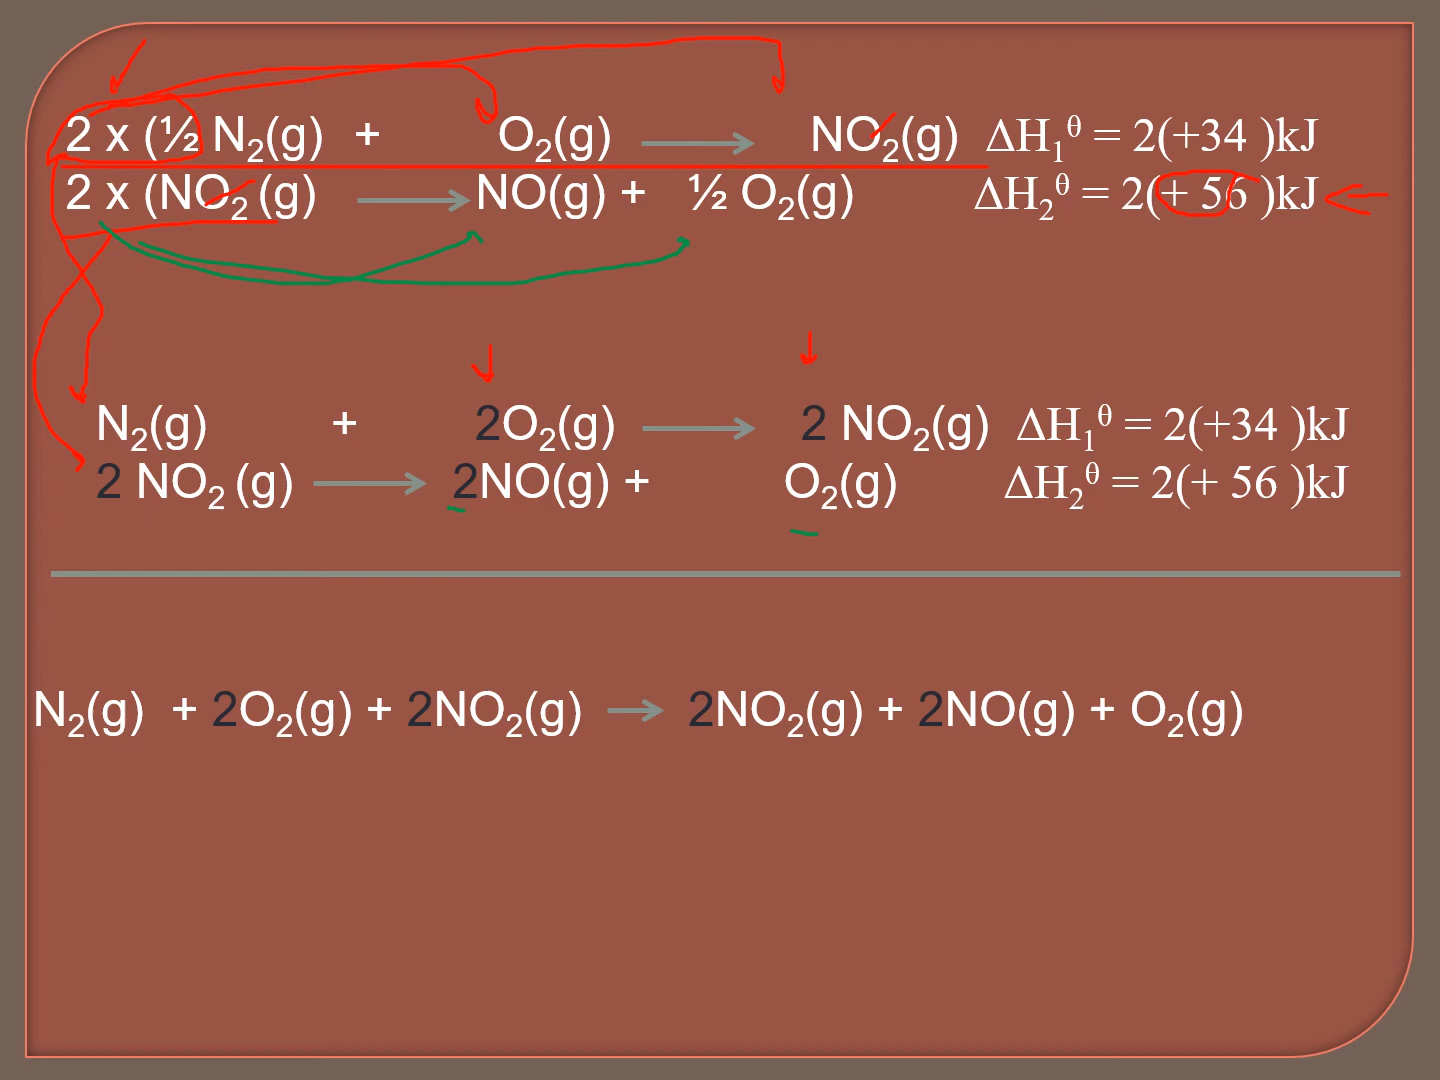 2 x (½ N₂(g) + O₂(g) ⟶ NO₂(g) ΔH₁ᶿ = 2(+34 )kJ
2 x (NO₂ (g) ⟶ NO(g) + ½ O₂(g) ΔH₂ᶿ = 2(+ 56 )kJ
N₂(g) + 2O₂(g) ⟶ 2 NO₂(g) ΔH₁ᶿ = 2(+34 )kJ
2 NO₂ (g) ⟶ 2NO(g) + O₂(g) ΔH₂ᶿ = 2(+ 56 )kJ
N₂(g) + 2O₂(g) + 2NO₂(g) ⟶ 2NO₂(g) + 2NO(g) + O₂(g)